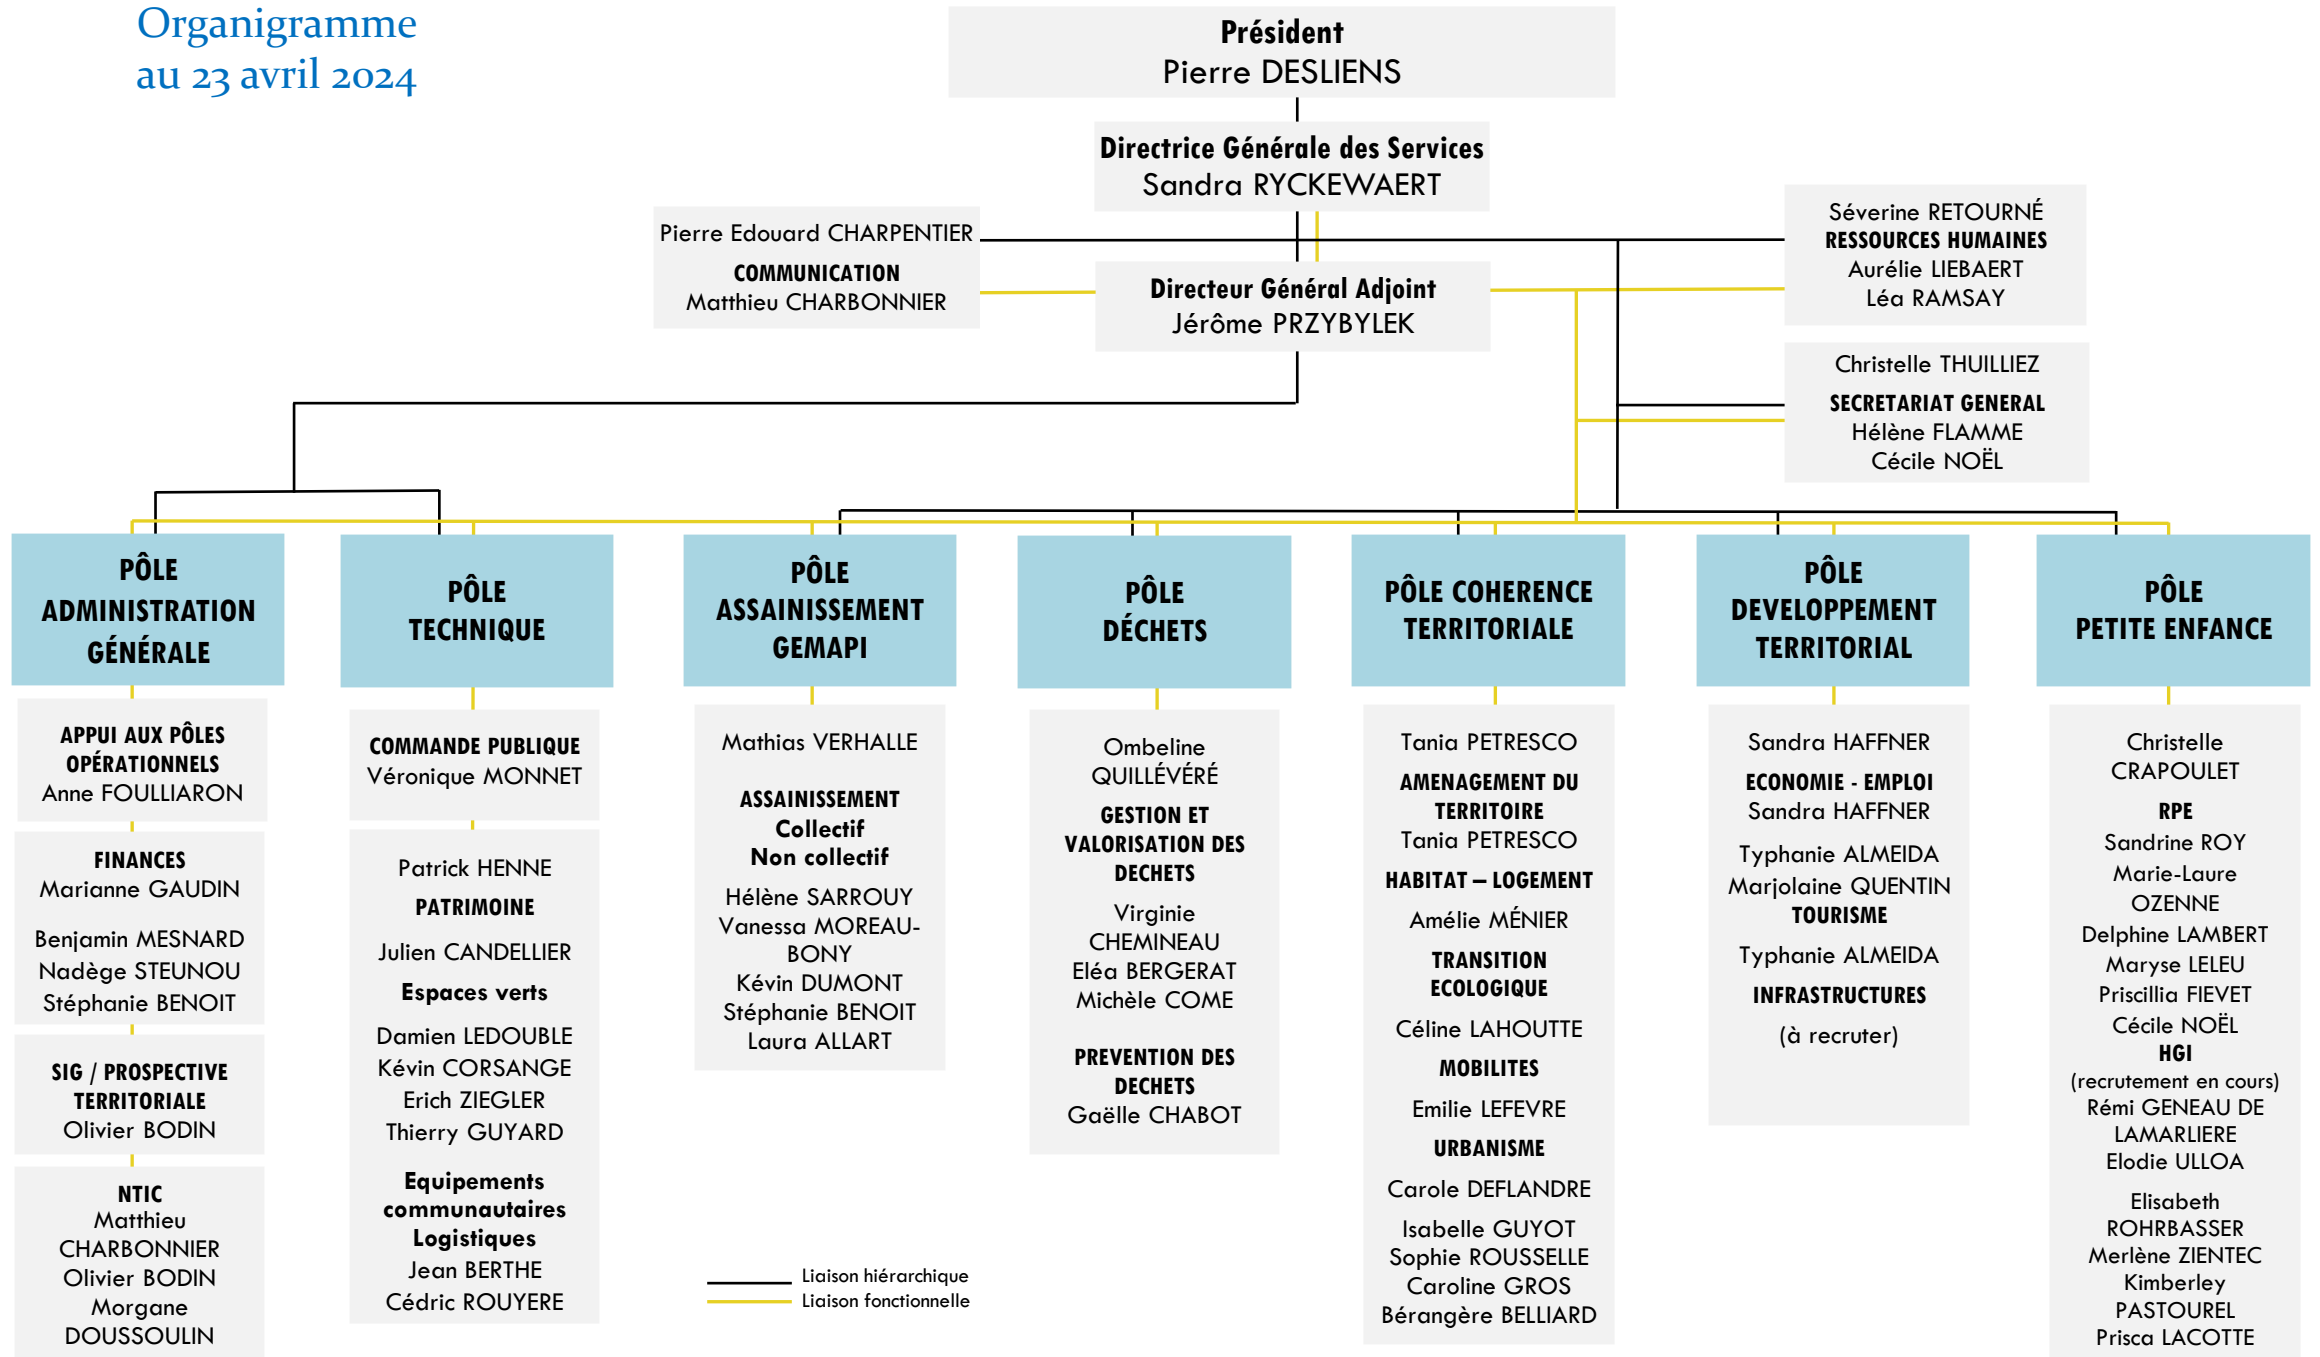 Organigramme
au 23 avril 2024
Président
Pierre DESLIENS
Directrice Générale des Services
Sandra RYCKEWAERT
Pierre Edouard CHARPENTIER
COMMUNICATION
Matthieu CHARBONNIER
Directeur Général Adjoint
Jérôme PRZYBYLEK
Séverine RETOURNÉ
RESSOURCES HUMAINES
Aurélie LIEBAERT
Léa RAMSAY
Christelle THUILLIEZ
SECRETARIAT GENERAL
Hélène FLAMME
Cécile NOËL
PÔLE
ADMINISTRATION
GÉNÉRALE
APPUI AUX PÔLES
OPÉRATIONNELS
Anne FOULLIARON
FINANCES
Marianne GAUDIN
Benjamin MESNARD
Nadège STEUNOU
Stéphanie BENOIT
SIG / PROSPECTIVE
TERRITORIALE
Olivier BODIN
NTIC
Matthieu
CHARBONNIER
Olivier BODIN
Morgane
DOUSSOULIN
PÔLE
TECHNIQUE
COMMANDE PUBLIQUE
Véronique MONNET
Patrick HENNE
PATRIMOINE
Julien CANDELLIER
Espaces verts
Damien LEDOUBLE
Kévin CORSANGE
Erich ZIEGLER
Thierry GUYARD
Equipements
communautaires
Logistiques
Jean BERTHE
Cédric ROUYERE
PÔLE
ASSAINISSEMENT
GEMAPI
Mathias VERHALLE
ASSAINISSEMENT
Collectif
Non collectif
Hélène SARROUY
Vanessa MOREAU-
BONY
Kévin DUMONT
Stéphanie BENOIT
Laura ALLART
PÔLE
DÉCHETS
Ombeline
QUILLÉVÉRÉ
GESTION ET
VALORISATION DES
DECHETS
Virginie
CHEMINEAU
Eléa BERGERAT
Michèle COME
PREVENTION DES
DECHETS
Gaëlle CHABOT
PÔLE COHERENCE
TERRITORIALE
Tania PETRESCO
AMENAGEMENT DU
TERRITOIRE
Tania PETRESCO
HABITAT – LOGEMENT
Amélie MÉNIER
TRANSITION
ECOLOGIQUE
Céline LAHOUTTE
MOBILITES
Emilie LEFEVRE
URBANISME
Carole DEFLANDRE
Isabelle GUYOT
Sophie ROUSSELLE
Caroline GROS
Bérangère BELLIARD
PÔLE
DEVELOPPEMENT
TERRITORIAL
Sandra HAFFNER
ECONOMIE - EMPLOI
Sandra HAFFNER
Typhanie ALMEIDA
Marjolaine QUENTIN
TOURISME
Typhanie ALMEIDA
INFRASTRUCTURES
(à recruter)
PÔLE
PETITE ENFANCE
Christelle
CRAPOULET
RPE
Sandrine ROY
Marie-Laure
OZENNE
Delphine LAMBERT
Maryse LELEU
Priscillia FIEVET
Cécile NOËL
HGI
(recrutement en cours)
Rémi GENEAU DE
LAMARLIERE
Elodie ULLOA
Elisabeth
ROHRBASSER
Merlène ZIENTEC
Kimberley
PASTOUREL
Prisca LACOTTE
Liaison hiérarchique
Liaison fonctionnelle